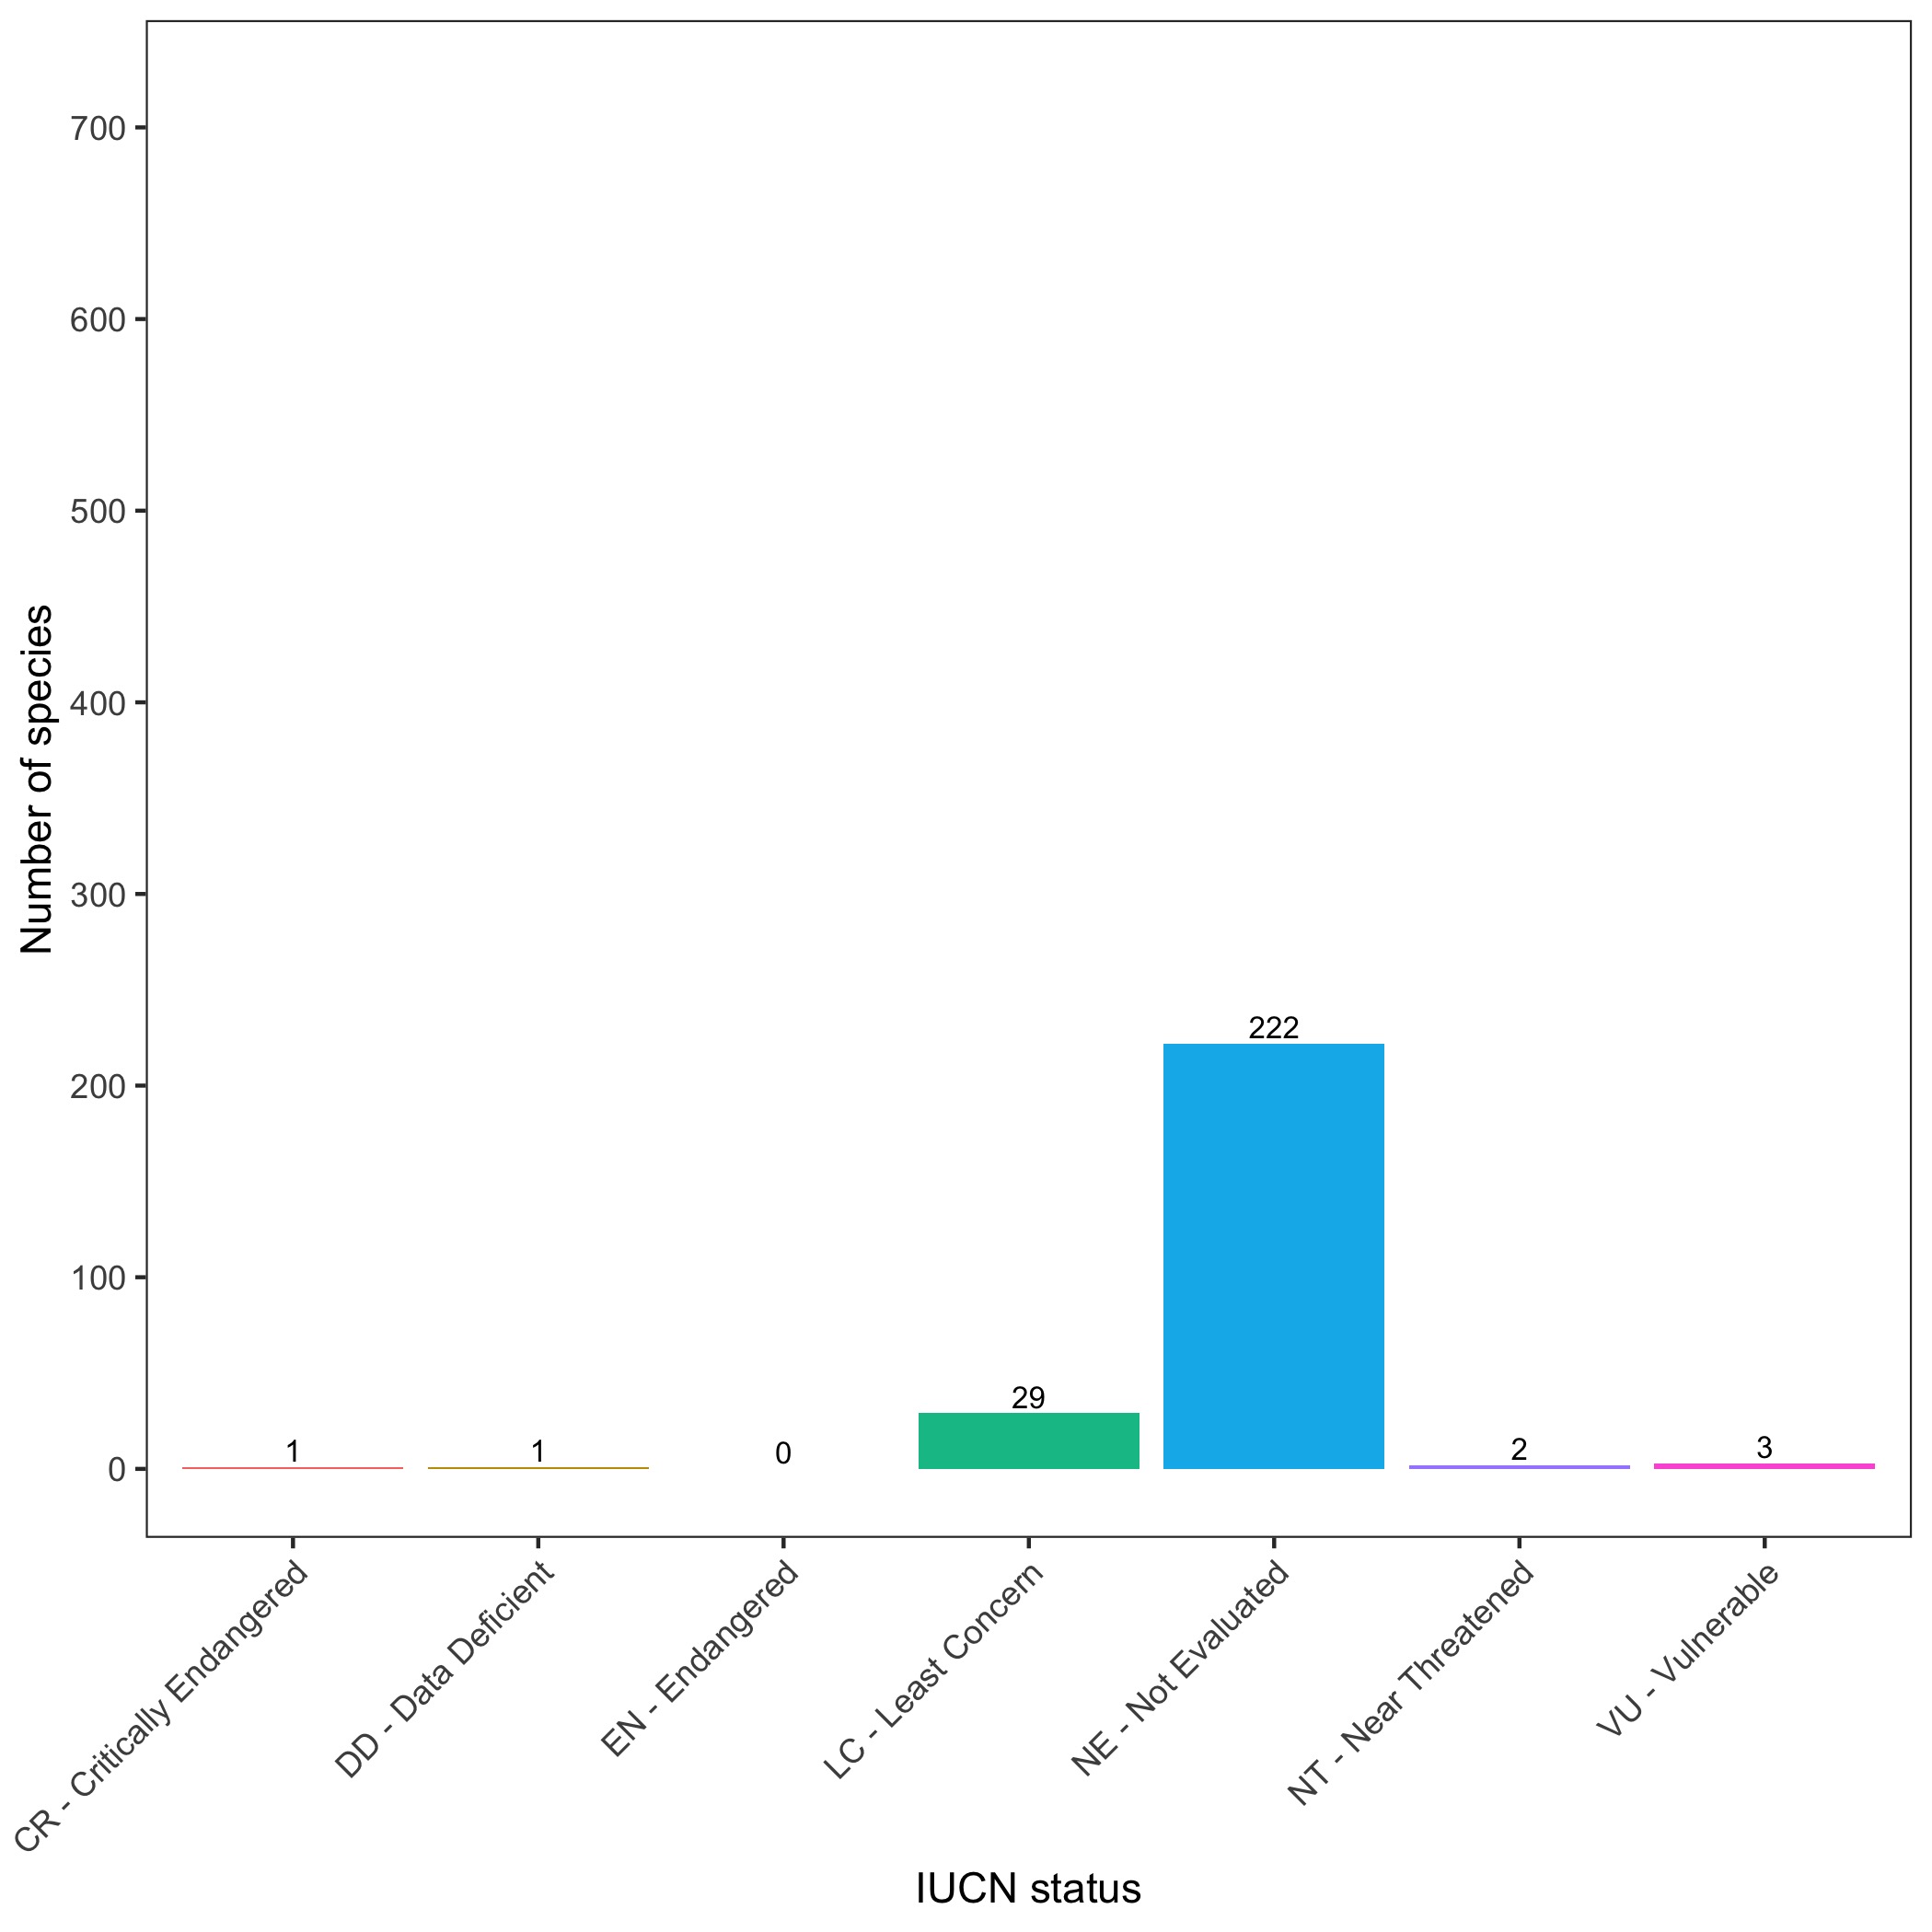 700
600
500
400
300
200
100
0
Number of species
1
1
0
29
222
2
3
CR - Critically Endangered
DD - Data Deficient
EN - Endangered
LC - Least Concern
NE - Not Evaluated
NT - Near Threatened
VU - Vulnerable
IUCN status